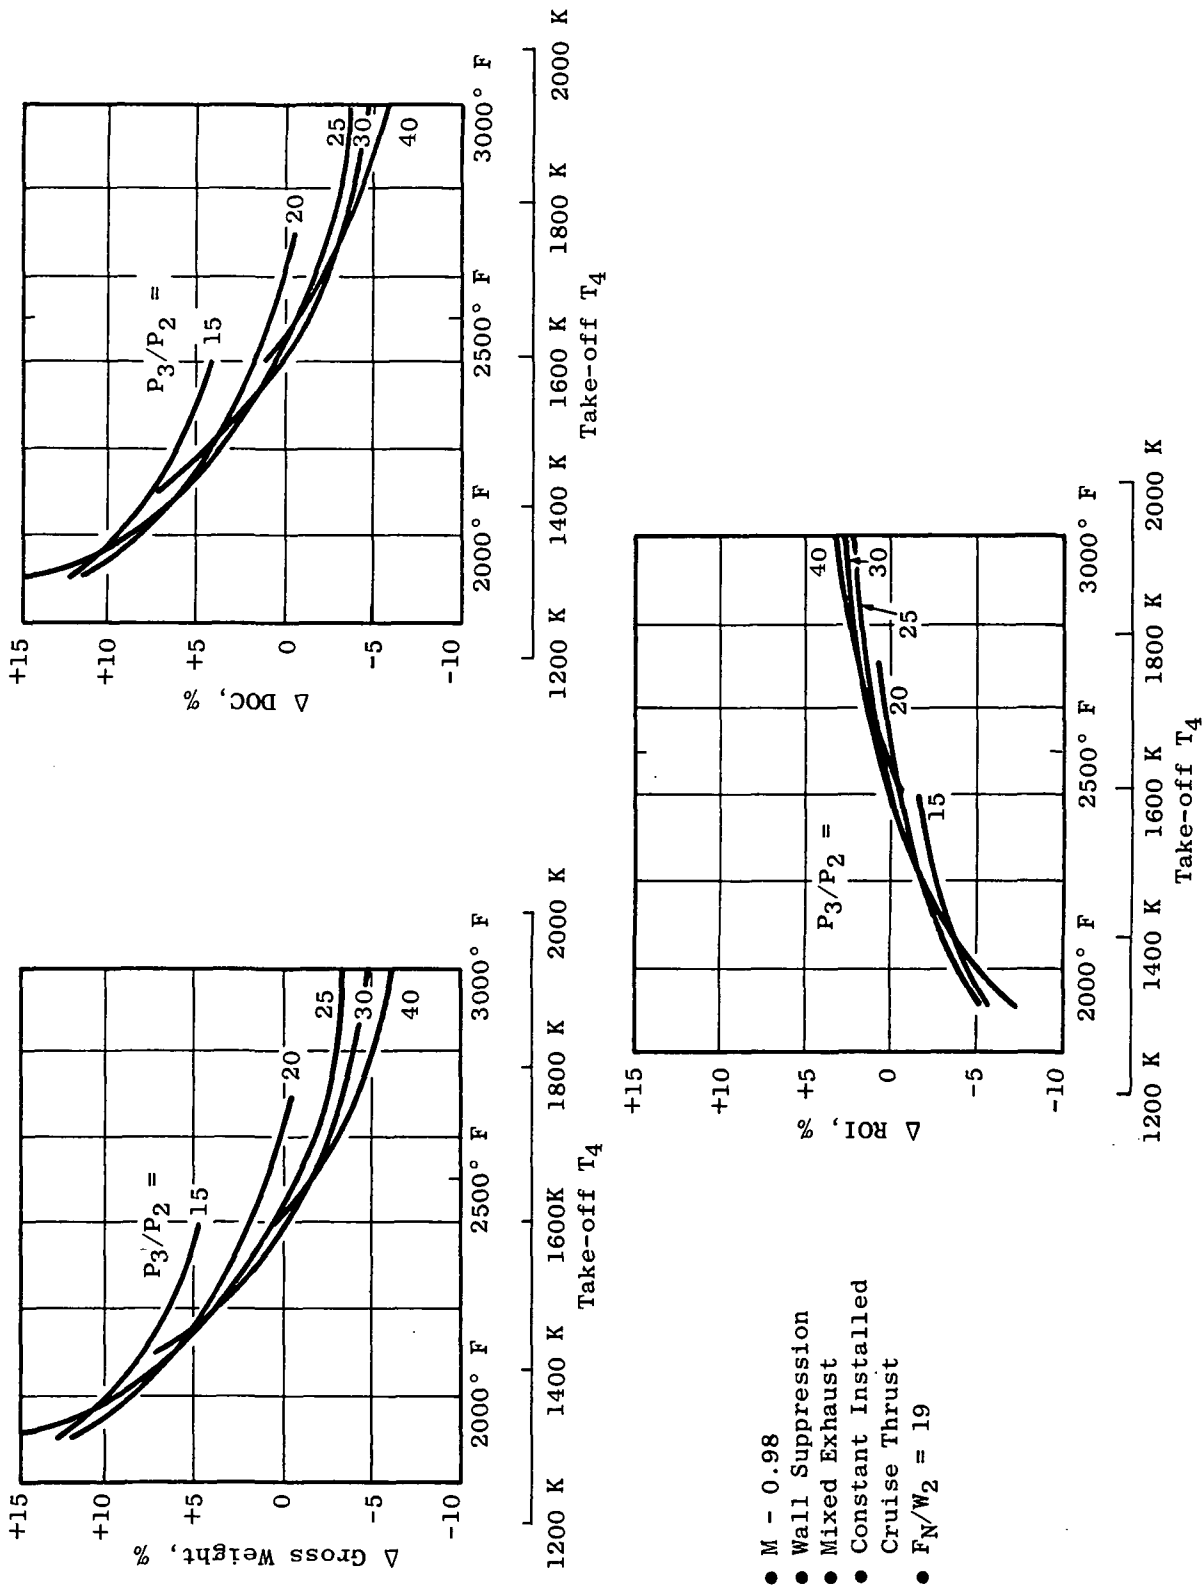 +15
+10
+5
0
-5
-10
Δ Gross Weight, %
P3/P2 =
15
20
25
30
40
2000° F
2500° F
3000° F
1200 K
1400 K
1600K
1800 K
2000 K
Take-off T4
+15
+10
+5
0
-5
-10
Δ DOC, %
P3/P2 =
15
20
25
30
40
2000° F
2500° F
3000° F
1200 K
1400 K
1600 K
1800 K
2000 K
Take-off T4
● M - 0.98
● Wall Suppression
● Mixed Exhaust
● Constant Installed
Cruise Thrust
● FN/W2 = 19
+15
+10
+5
0
-5
-10
Δ ROI, %
P3/P2 =
15
20
25
30
40
2000° F
2500° F
3000° F
1200 K
1400 K
1600 K
1800 K
2000 K
Take-off T4